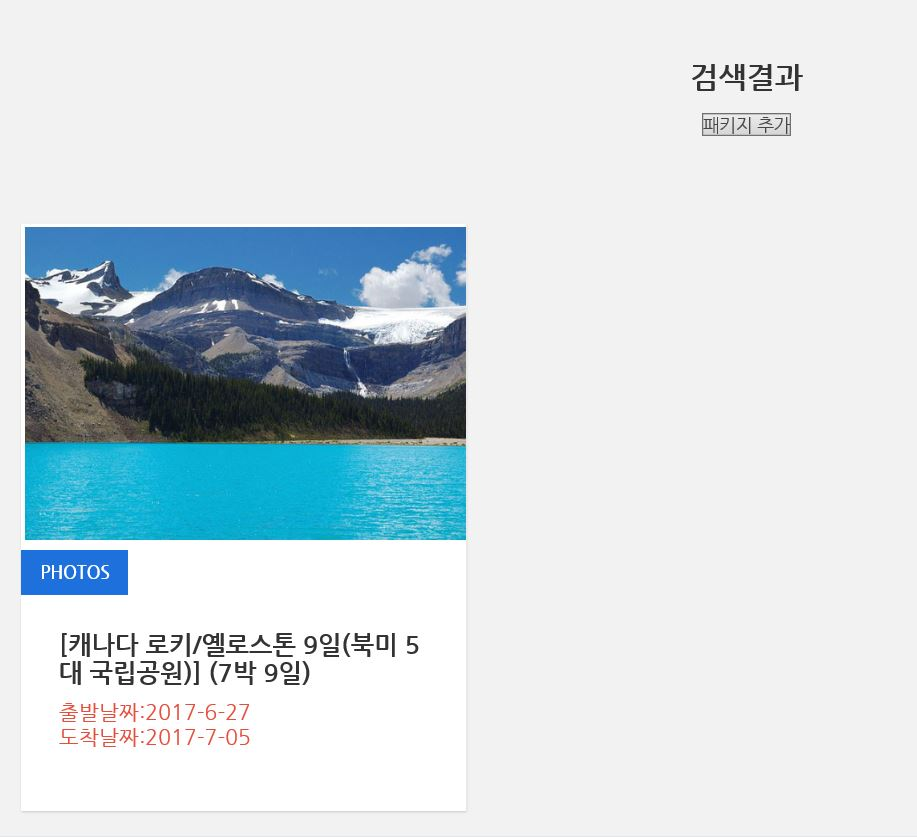 검색결과
패키지 추가
PHOTOS
[캐나다 로키/옐로스톤 9일(북미 5
대 국립공원)] (7박 9일)
출발날짜:2017-6-27
도착날짜:2017-7-05